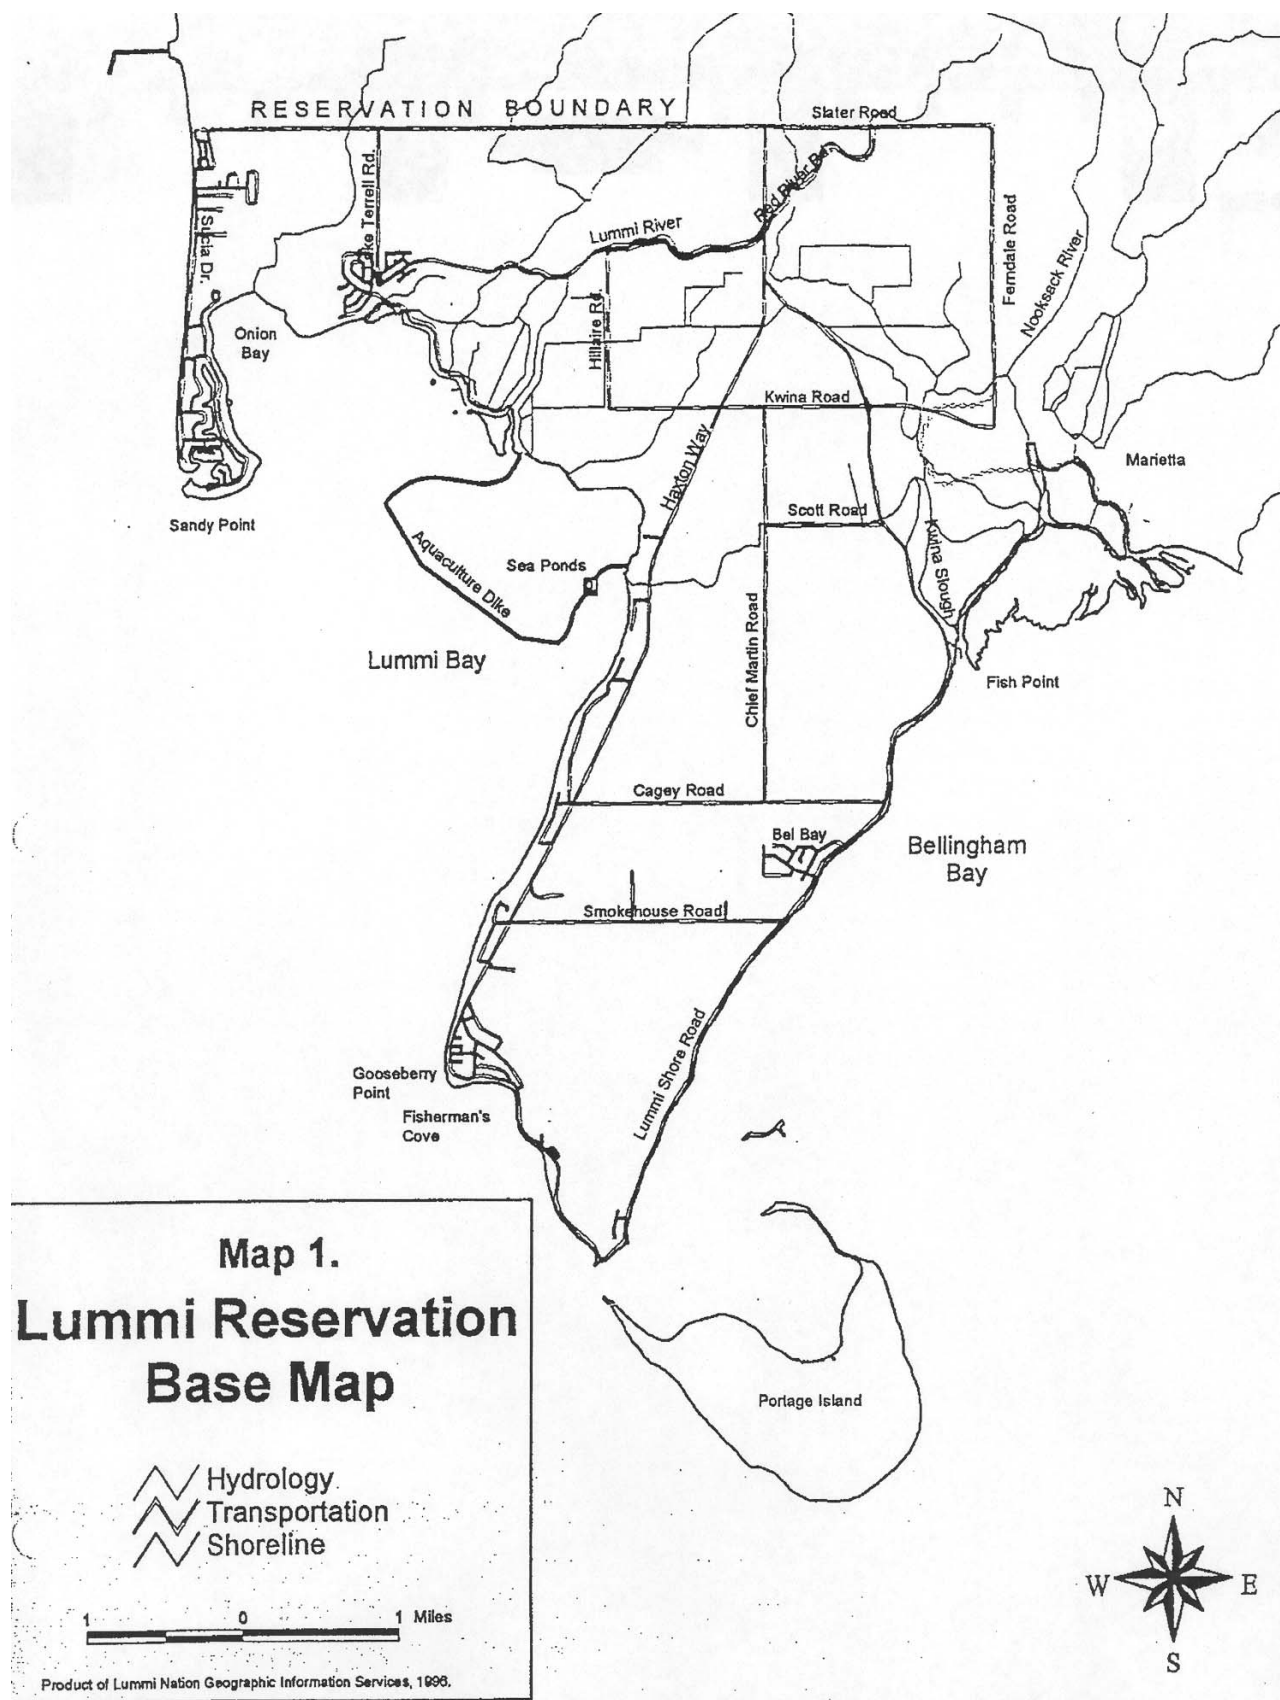 RESERVATION BOUNDARY
Slater Road
Lake Terrell Rd.
Red River Rd.
Sucia Dr.
Lummi River
Ferndale Road
Nooksack River
Onion
Bay
Hillaire Rd.
Kwina Road
Haxton Way
Marietta
Sandy Point
Scott Road
Aquaculture Dike
Sea Ponds
Kwina Slough
Lummi Bay
Chief Martin Road
Fish Point
Cagey Road
Bel Bay
Bellingham
Bay
Smokehouse Road
Lummi Shore Road
Gooseberry
Point
Fisherman's
Cove
Map 1.
Lummi Reservation
Base Map
Portage Island
Hydrology
Transportation
Shoreline
1 0 1 Miles
Product of Lummi Nation Geographic Information Services, 1996.
N
W E
S